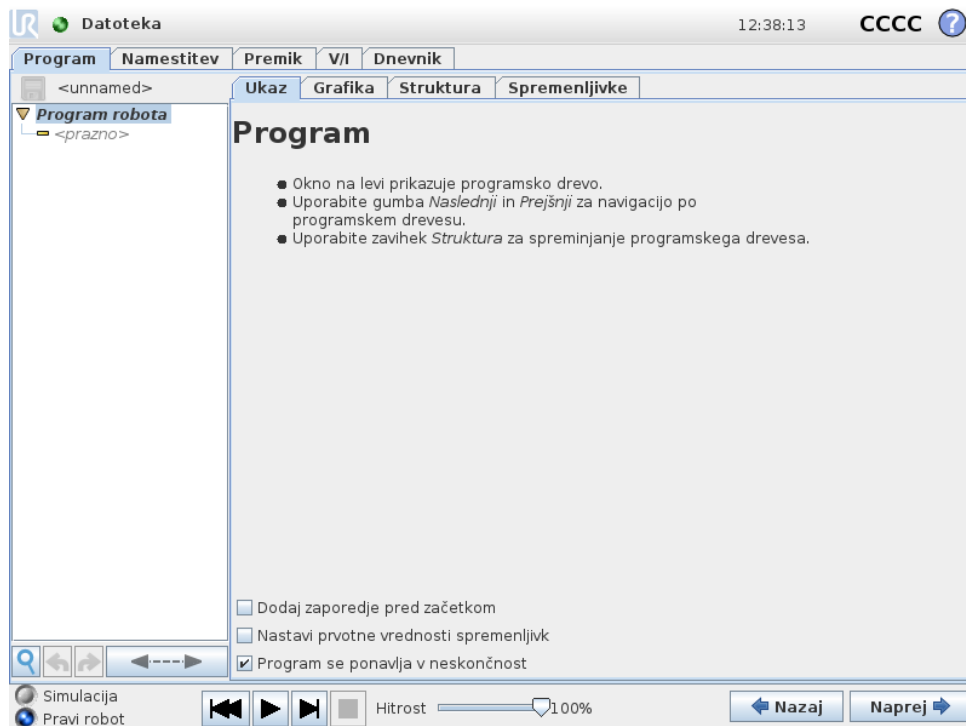 UR Datoteka 12:38:13 CCCC ?
Program Namestitev Premik V/I Dnevnik
<unnamed> Ukaz Grafika Struktura Spremenljivke
Program robota
<prazno>
Program
Okno na levi prikazuje programsko drevo.
Uporabite gumba Naslednji in Prejšnji za navigacijo po
programskem drevesu.
Uporabite zavihek Struktura za spreminjanje programskega drevesa.
Dodaj zaporedje pred začetkom
Nastavi prvotne vrednosti spremenljivk
Program se ponavlja v neskončnost
Simulacija
Pravi robot
Hitrost 100% Nazaj Naprej